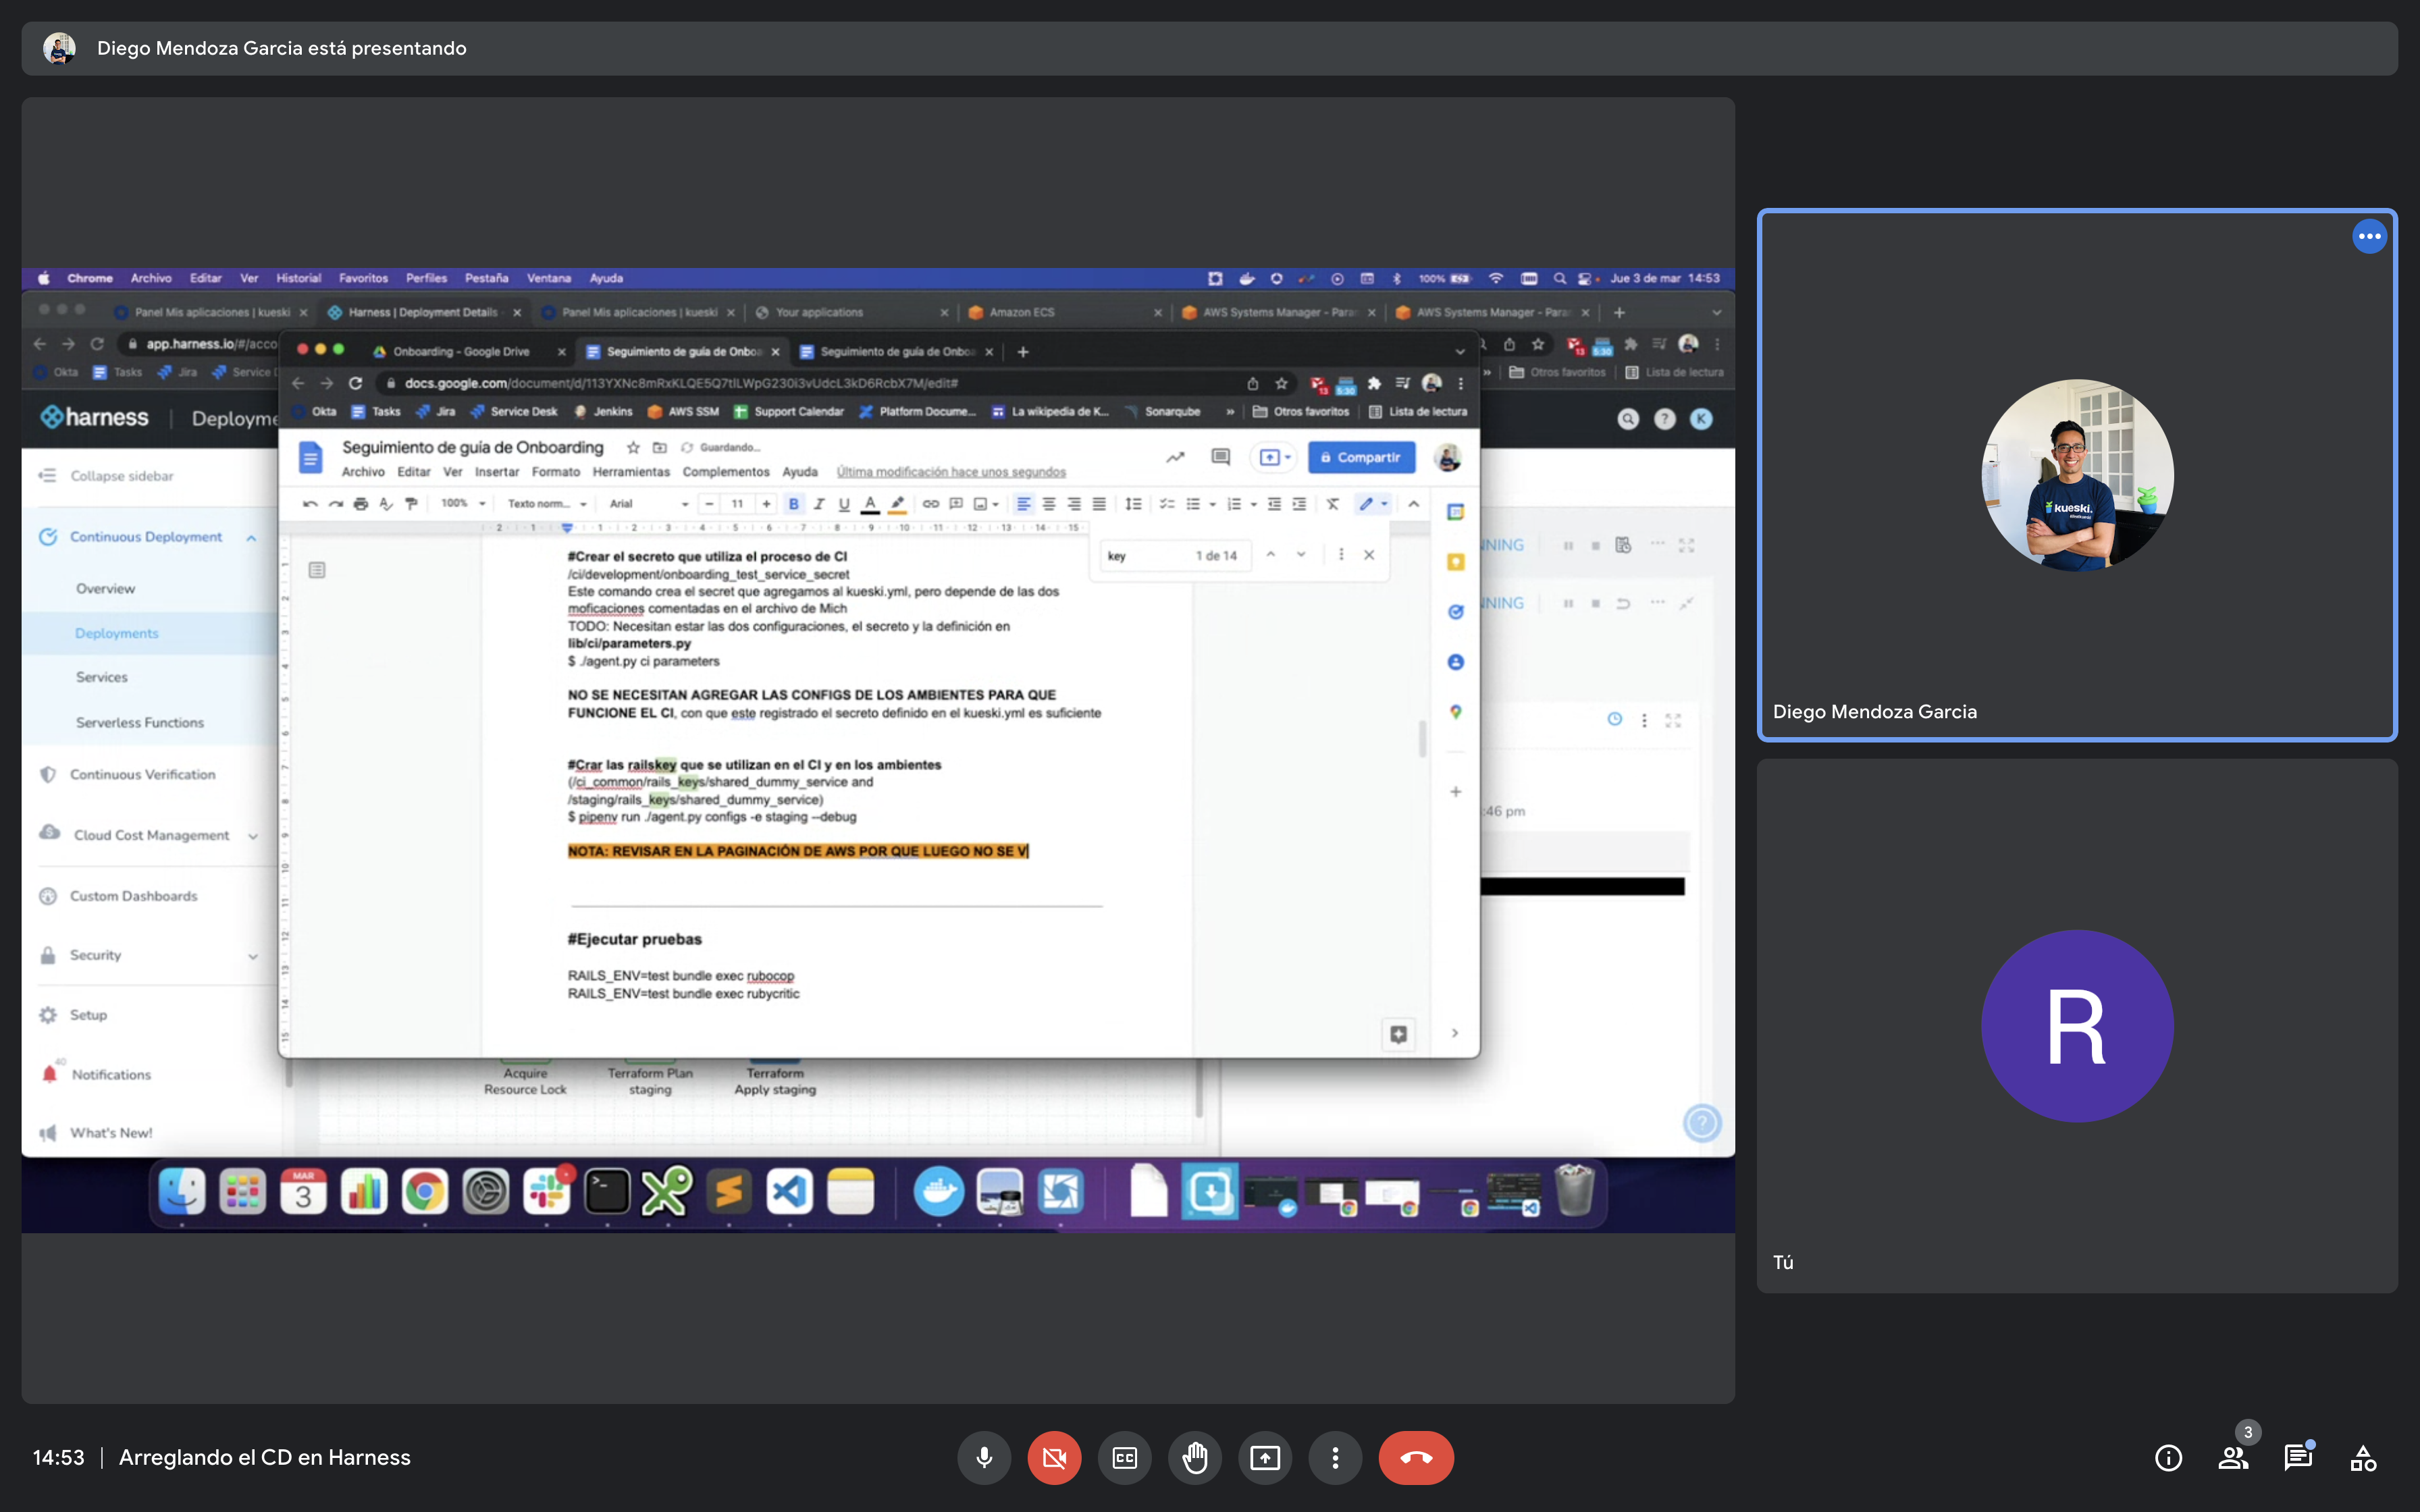 Diego Mendoza Garcia está presentando
Chrome Archivo Editar Ver Historial Favoritos Perfiles Pestaña Ventana Ayuda 100% Jue 3 de mar 14:53
Panel Mis aplicaciones | kueski Harness | Deployment Details Panel Mis aplicaciones | kueski Your applications Amazon ECS AWS Systems Manager - Para AWS Systems Manager - Para
app.harness.io/#/acco
Okta Tasks Jira Service D Otros favoritos Lista de lectura
Onboarding - Google Drive Seguimiento de guía de Onboa Seguimiento de guía de Onboa
docs.google.com/document/d/113YXNc8mRxKLQE5Q7tILWpG230i3vUdcL3kD6RcbX7M/edit#
Okta Tasks Jira Service Desk Jenkins AWS SSM Support Calendar Platform Docume... La wikipedia de K... Sonarqube » Otros favoritos Lista de lectura
harness | Deployme
Seguimiento de guía de Onboarding Guardando...
Archivo Editar Ver Insertar Formato Herramientas Complementos Ayuda Última modificación hace unos segundos
Compartir
100% Texto norm... Arial 11
key 1 de 14
Collapse sidebar
Continuous Deployment
Overview
Deployments
Services
Serverless Functions
Continuous Verification
Cloud Cost Management
Custom Dashboards
Security
Setup
40
Notifications
What's New!
#Crear el secreto que utiliza el proceso de CI
/ci/development/onboarding_test_service_secret
Este comando crea el secret que agregamos al kueski.yml, pero depende de las dos
moficaciones comentadas en el archivo de Mich
TODO: Necesitan estar las dos configuraciones, el secreto y la definición en
lib/ci/parameters.py
$ ./agent.py ci parameters
NO SE NECESITAN AGREGAR LAS CONFIGS DE LOS AMBIENTES PARA QUE
FUNCIONE EL CI, con que este registrado el secreto definido en el kueski.yml es suficiente
#Crar las railskey que se utilizan en el CI y en los ambientes
(/ci_common/rails_keys/shared_dummy_service and
/staging/rails_keys/shared_dummy_service)
$ pipenv run ./agent.py configs -e staging --debug
NOTA: REVISAR EN LA PAGINACIÓN DE AWS POR QUE LUEGO NO SE V
#Ejecutar pruebas
RAILS_ENV=test bundle exec rubocop
RAILS_ENV=test bundle exec rubycritic
NNING
NNING
:46 pm
Acquire
Resource Lock
Terraform Plan
staging
Terraform
Apply staging
MAR
3
kueski.
Diego Mendoza Garcia
R
Tú
14:53 | Arreglando el CD en Harness
CC
3